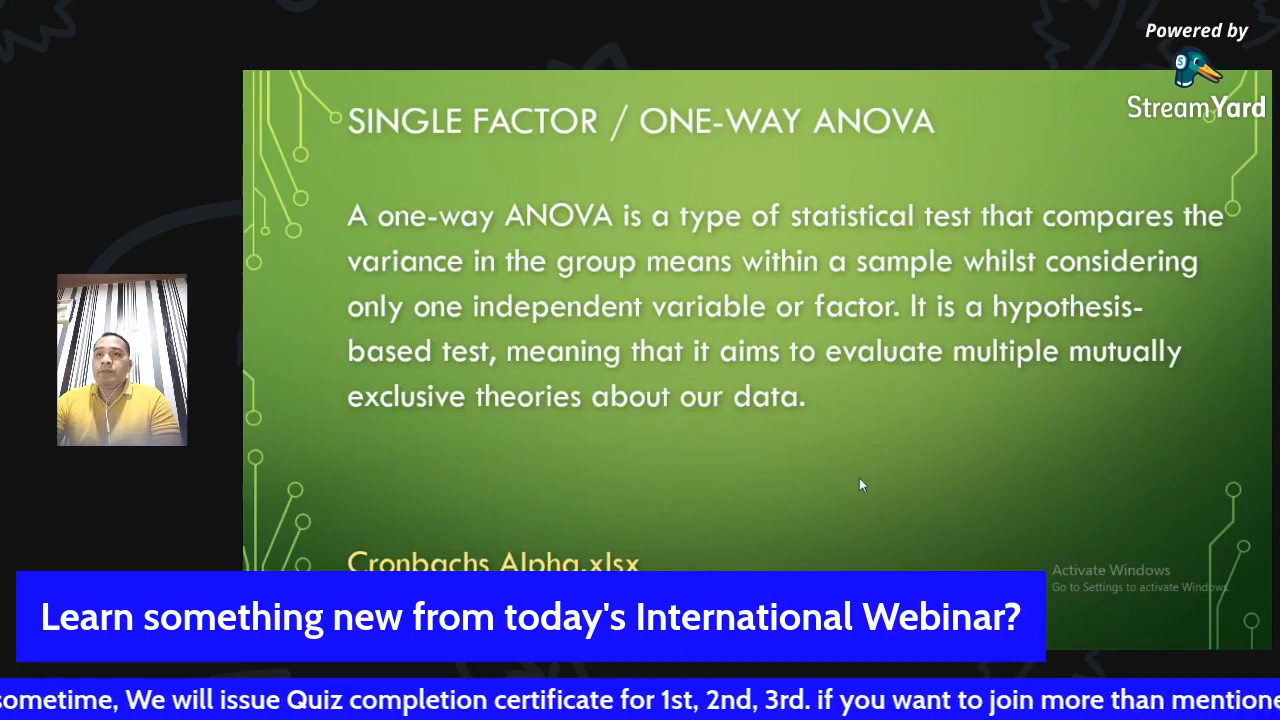 Powered by
StreamYard
SINGLE FACTOR / ONE-WAY ANOVA
A one-way ANOVA is a type of statistical test that compares the
variance in the group means within a sample whilst considering
only one independent variable or factor. It is a hypothesis-
based test, meaning that it aims to evaluate multiple mutually
exclusive theories about our data.
Cronbachs Alpha.xlsx
Activate Windows
Go to Settings to activate Windows.
Learn something new from today's International Webinar?
sometime, We will issue Quiz completion certificate for 1st, 2nd, 3rd. if you want to join more than